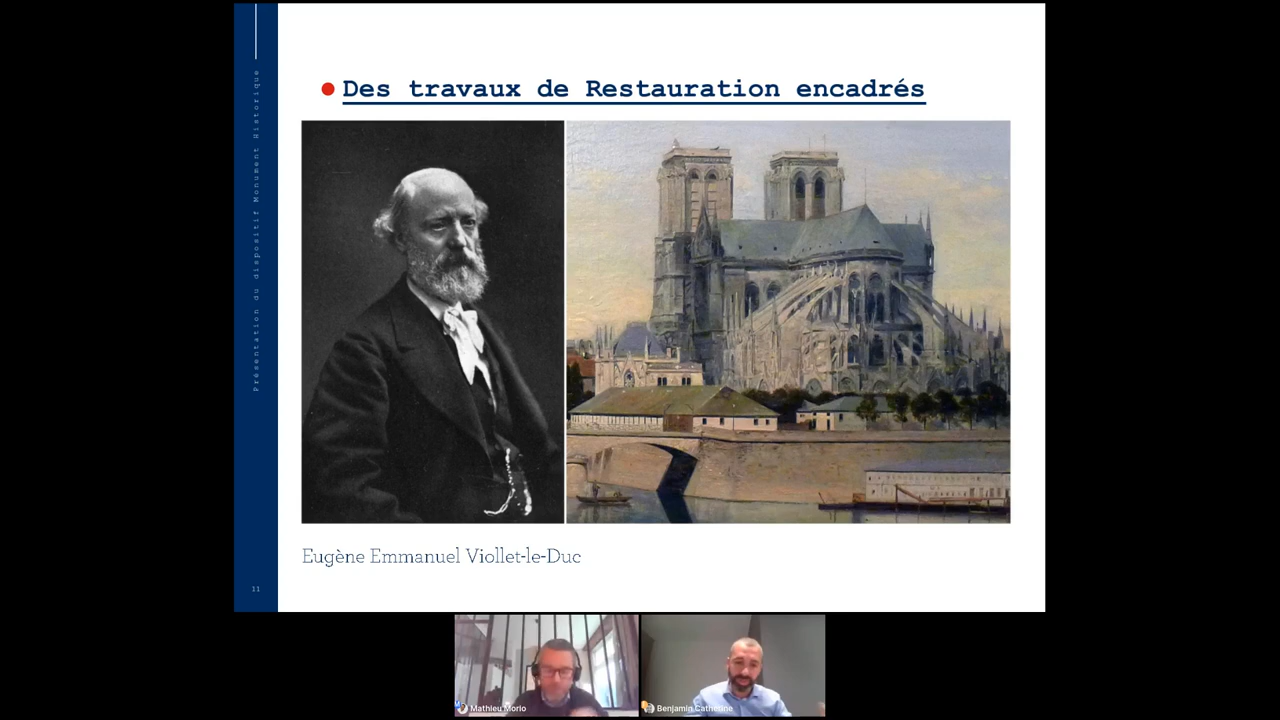 Des travaux de Restauration encadrés
Présentation du dispositif Monument Historique
Eugène Emmanuel Viollet-le-Duc
11
Mathieu Morio
Benjamin Catherine